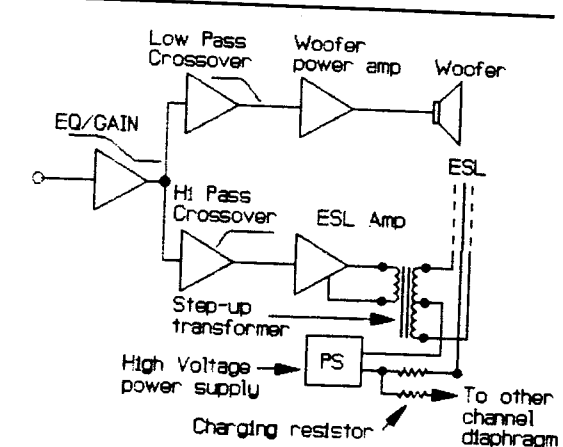 Low Pass
Crossover
Woofer
power amp
Woofer
EQ/GAIN
ESL
Hi Pass
Crossover
ESL Amp
Step-up
transformer
PS
High Voltage
power supply
To other
channel
diaphragm
Charging resistor